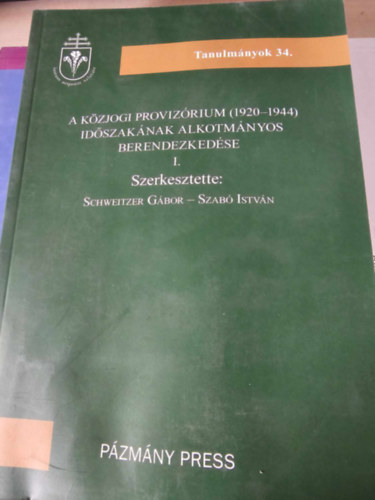 Tanulmányok 34.
A KÖZJOGI PROVIZÓRIUM (1920–1944)
IDŐSZAKÁNAK ALKOTMÁNYOS
BERENDEZKEDÉSE
I.
Szerkesztette:
SCHWEITZER GÁBOR – SZABÓ ISTVÁN
PÁZMÁNY PRESS